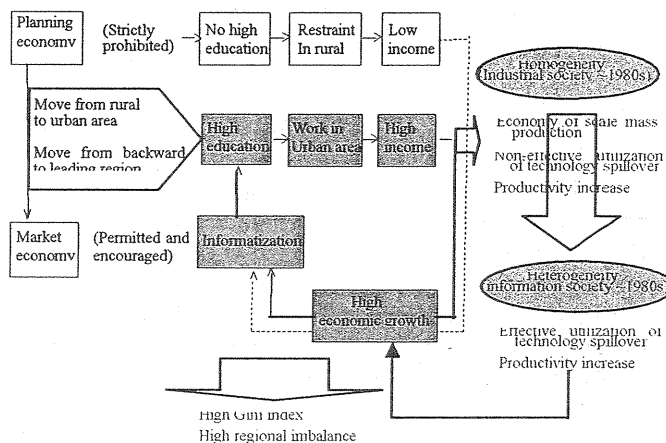 Planning
economy
(Strictly
prohibited)
No high
education
Restraint
In rural
Low
income
Homogeneity
Industrial society ~1980s)
Move from rural
to urban area
Move from backward
to leading region
High
education
Work in
Urban area
High
income
Economy of scale mass
production
Non-effective utilization
of technology spillover
Productivity increase
Market
economy
(Permitted and
encouraged)
Informatization
High
economic growth
Heterogeneity
information society ~1980s
Effective utilization of
technology spillover
Productivity increase
High Gini index
High regional imbalance